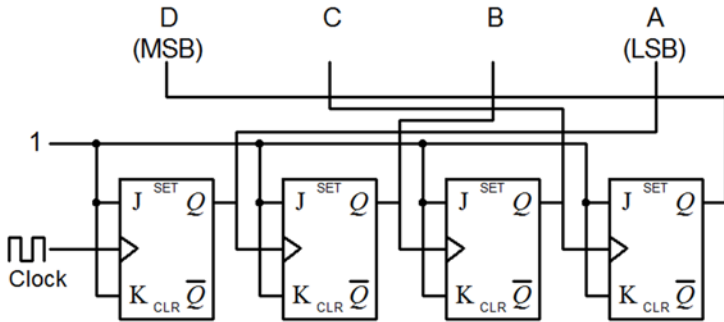 D C B A
(MSB) (LSB)
1
SET SET SET SET
J Q J Q J Q J Q
Clock
K CLR Q̅ K CLR Q̅ K CLR Q̅ K CLR Q̅